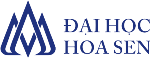 ĐẠI HỌC
HOA SEN